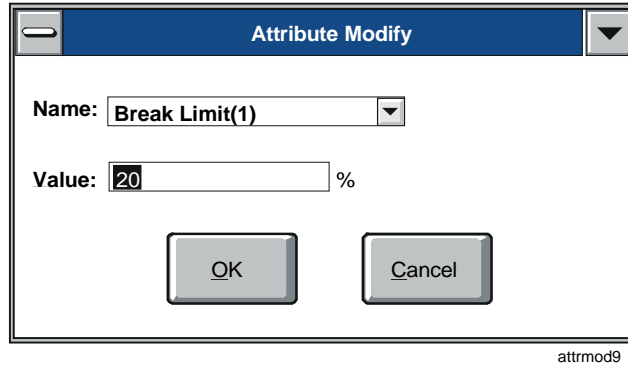 Attribute Modify
Name: Break Limit(1)
Value: 20 %
OK Cancel
attrmod9